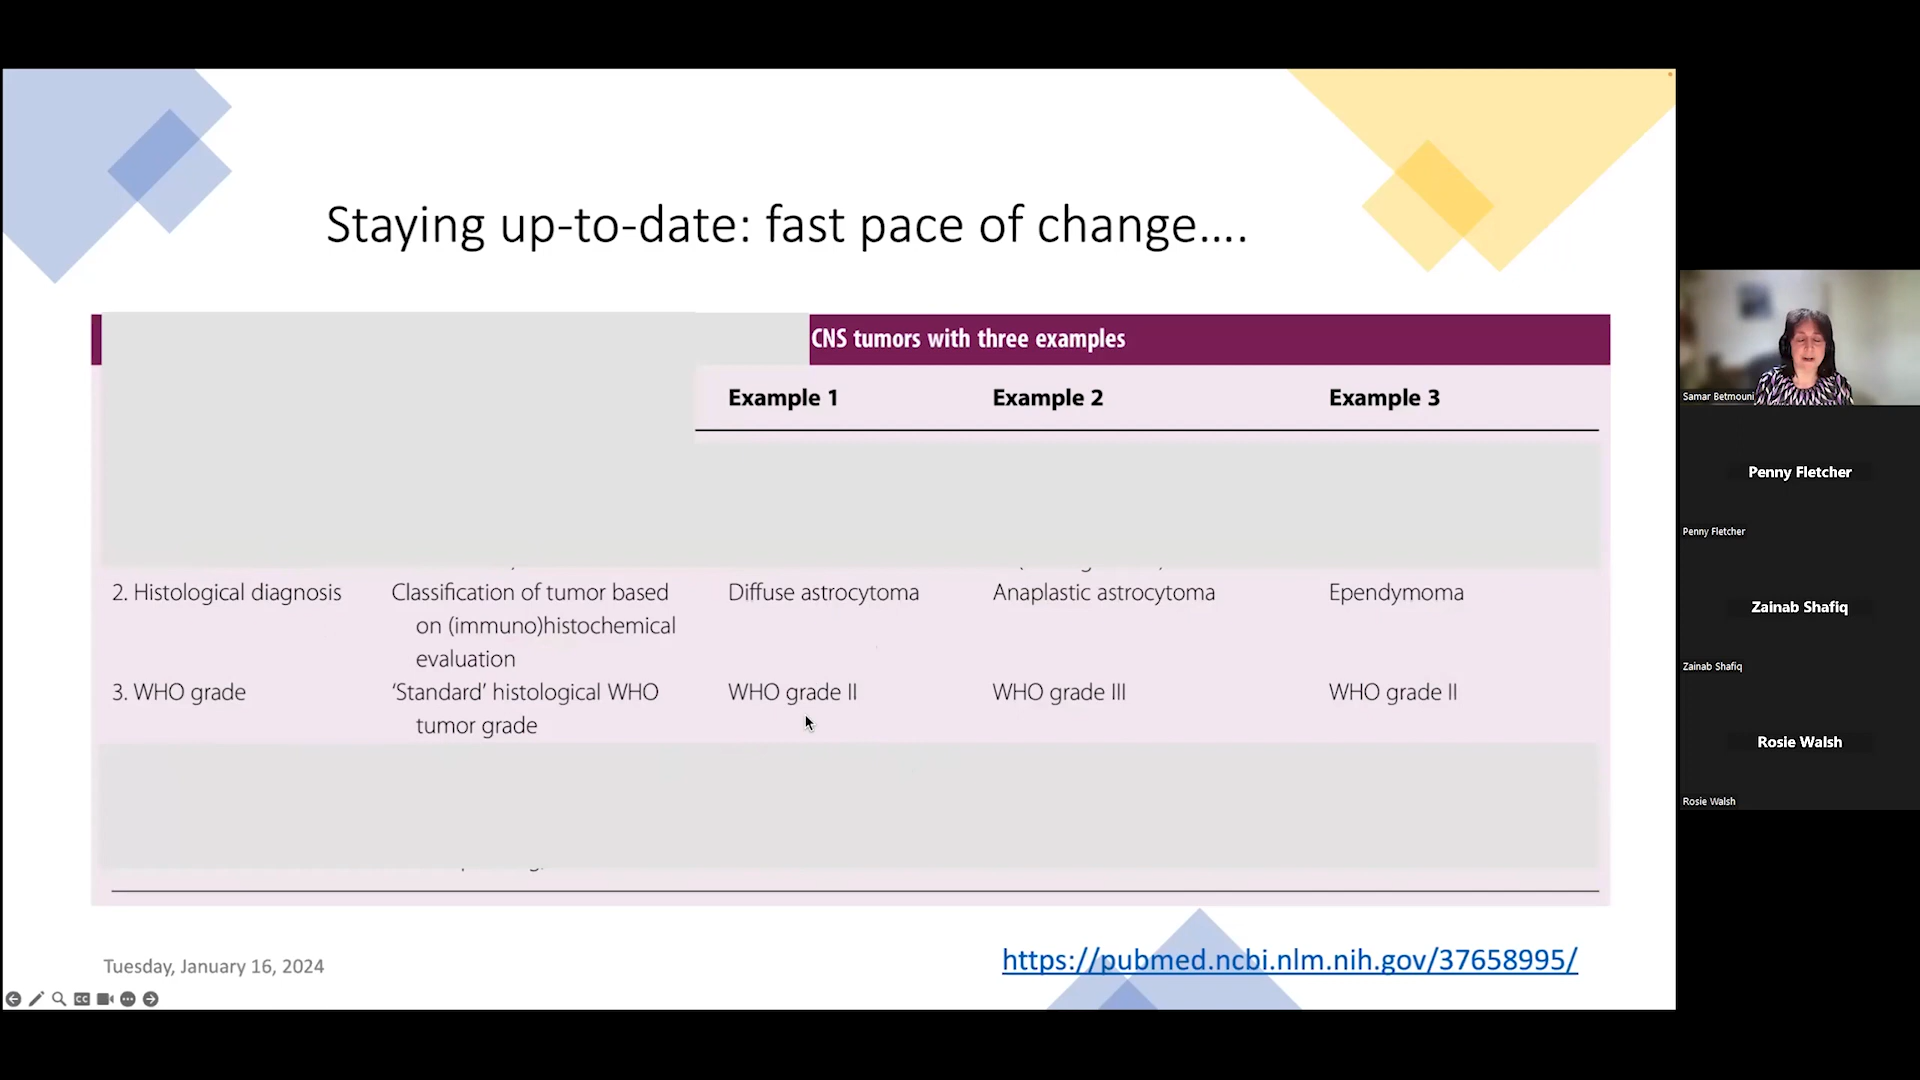 Staying up-to-date: fast pace of change....
CNS tumors with three examples
Example 1 Example 2 Example 3
2. Histological diagnosis Classification of tumor based Diffuse astrocytoma Anaplastic astrocytoma Ependymoma
on (immuno)histochemical
evaluation
3. WHO grade ‘Standard’ histological WHO WHO grade II WHO grade III WHO grade II
tumor grade
Tuesday, January 16, 2024
https://pubmed.ncbi.nlm.nih.gov/37658995/
Samar Betmouni
Penny Fletcher
Penny Fletcher
Zainab Shafiq
Zainab Shafiq
Rosie Walsh
Rosie Walsh